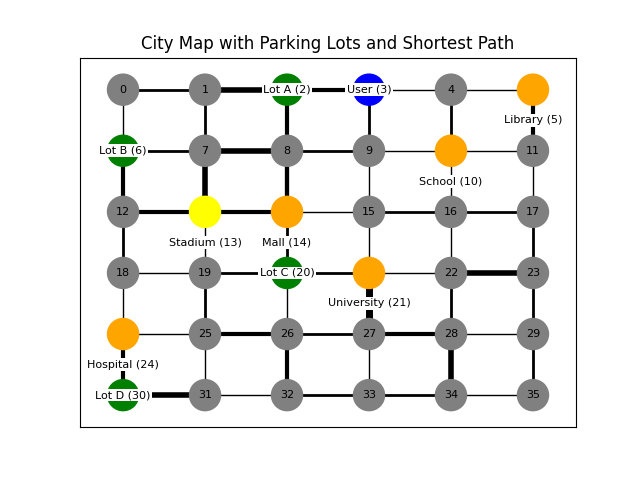 City Map with Parking Lots and Shortest Path
0 1 Lot A (2) User (3) 4
Library (5)
Lot B (6) 7 8 9 11
School (10)
12 15 16 17
Stadium (13) Mall (14)
18 19 Lot C (20) 22 23
University (21)
25 26 27 28 29
Hospital (24)
Lot D (30) 31 32 33 34 35